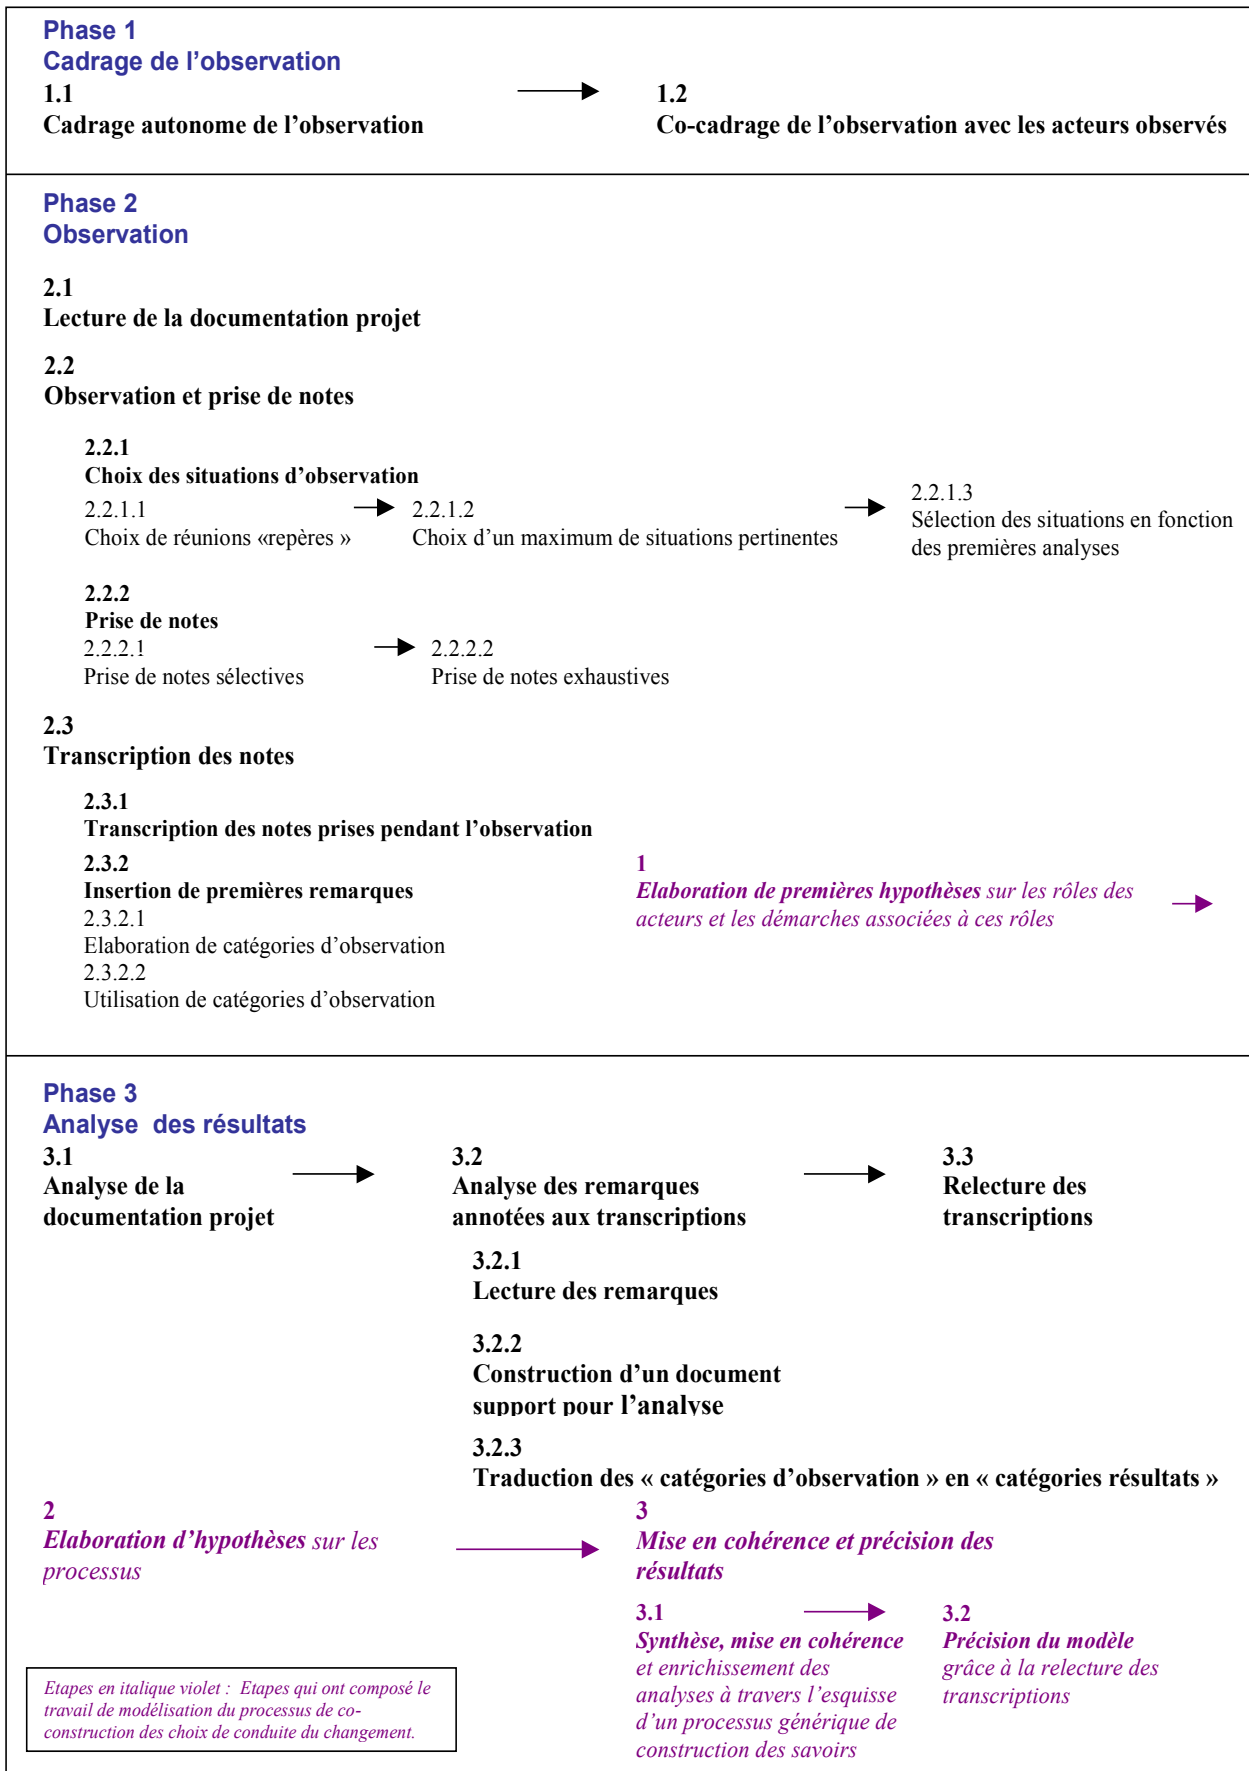 Phase 1
Cadrage de l’observation
1.1
Cadrage autonome de l’observation
1.2
Co-cadrage de l’observation avec les acteurs observés
Phase 2
Observation
2.1
Lecture de la documentation projet
2.2
Observation et prise de notes
2.2.1
Choix des situations d’observation
2.2.1.1
Choix de réunions «repères »
2.2.1.2
Choix d’un maximum de situations pertinentes
2.2.1.3
Sélection des situations en fonction
des premières analyses
2.2.2
Prise de notes
2.2.2.1
Prise de notes sélectives
2.2.2.2
Prise de notes exhaustives
2.3
Transcription des notes
2.3.1
Transcription des notes prises pendant l’observation
2.3.2
Insertion de premières remarques
2.3.2.1
Elaboration de catégories d’observation
2.3.2.2
Utilisation de catégories d’observation
1
Elaboration de premières hypothèses sur les rôles des
acteurs et les démarches associées à ces rôles
Phase 3
Analyse des résultats
3.1
Analyse de la
documentation projet
3.2
Analyse des remarques
annotées aux transcriptions
3.3
Relecture des
transcriptions
3.2.1
Lecture des remarques
3.2.2
Construction d’un document
support pour l’analyse
3.2.3
Traduction des « catégories d’observation » en « catégories résultats »
2
Elaboration d’hypothèses sur les
processus
3
Mise en cohérence et précision des
résultats
3.1
Synthèse, mise en cohérence
et enrichissement des
analyses à travers l’esquisse
d’un processus générique de
construction des savoirs
3.2
Précision du modèle
grâce à la relecture des
transcriptions
Etapes en italique violet : Etapes qui ont composé le
travail de modélisation du processus de co-
construction des choix de conduite du changement.